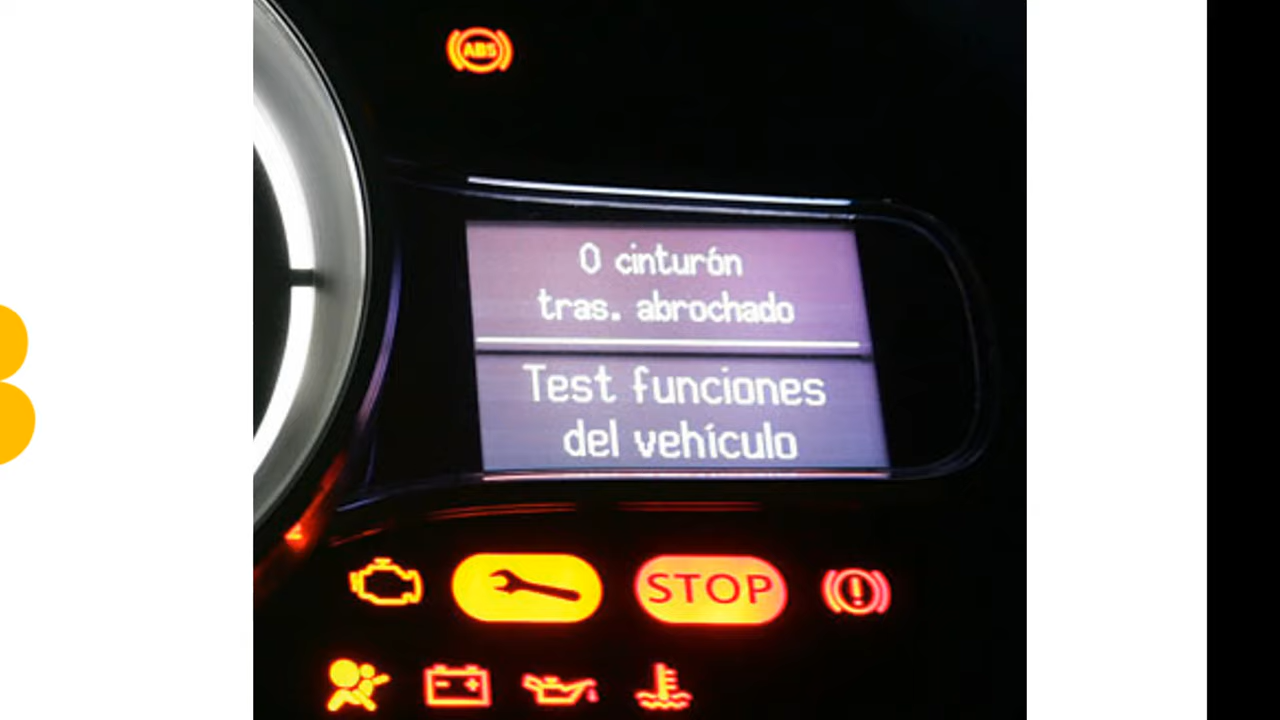 ABS
0 cinturón
tras. abrochado
Test funciones
del vehículo
STOP